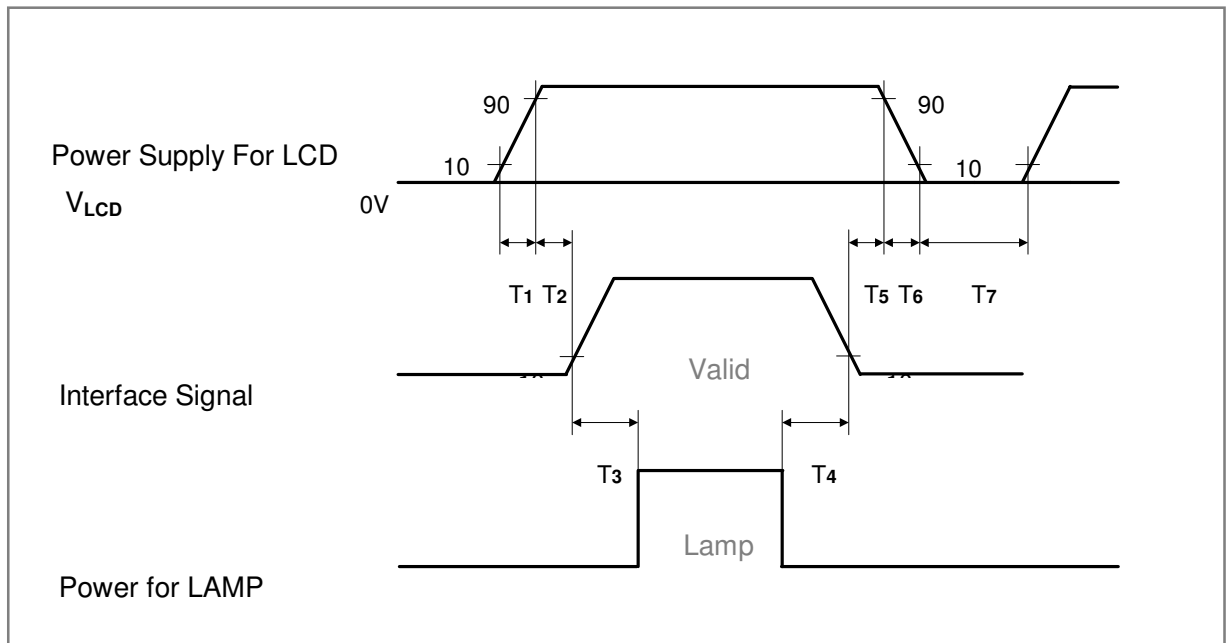 90
90
Power Supply For LCD
10
10
VLCD
0V
T1 T2
T5 T6
T7
Valid
Interface Signal
T3
T4
Lamp
Power for LAMP